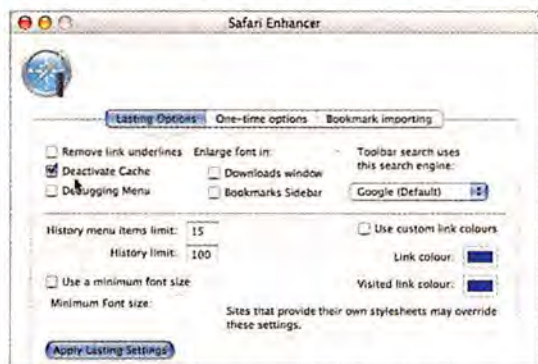 Safari Enhancer
Lasting Options One-time options Bookmark importing
Remove link underlines Enlarge font in: Toolbar search uses
this search engine:
Deactivate Cache Downloads window
Debugging Menu Bookmarks Sidebar Google (Default)
History menu items limit: 15 Use custom link colours
History limit: 100 Link colour:
Use a minimum font size Visited link colour:
Minimum Font size: Sites that provide their own stylesheets may override
these settings.
Apply Lasting Settings